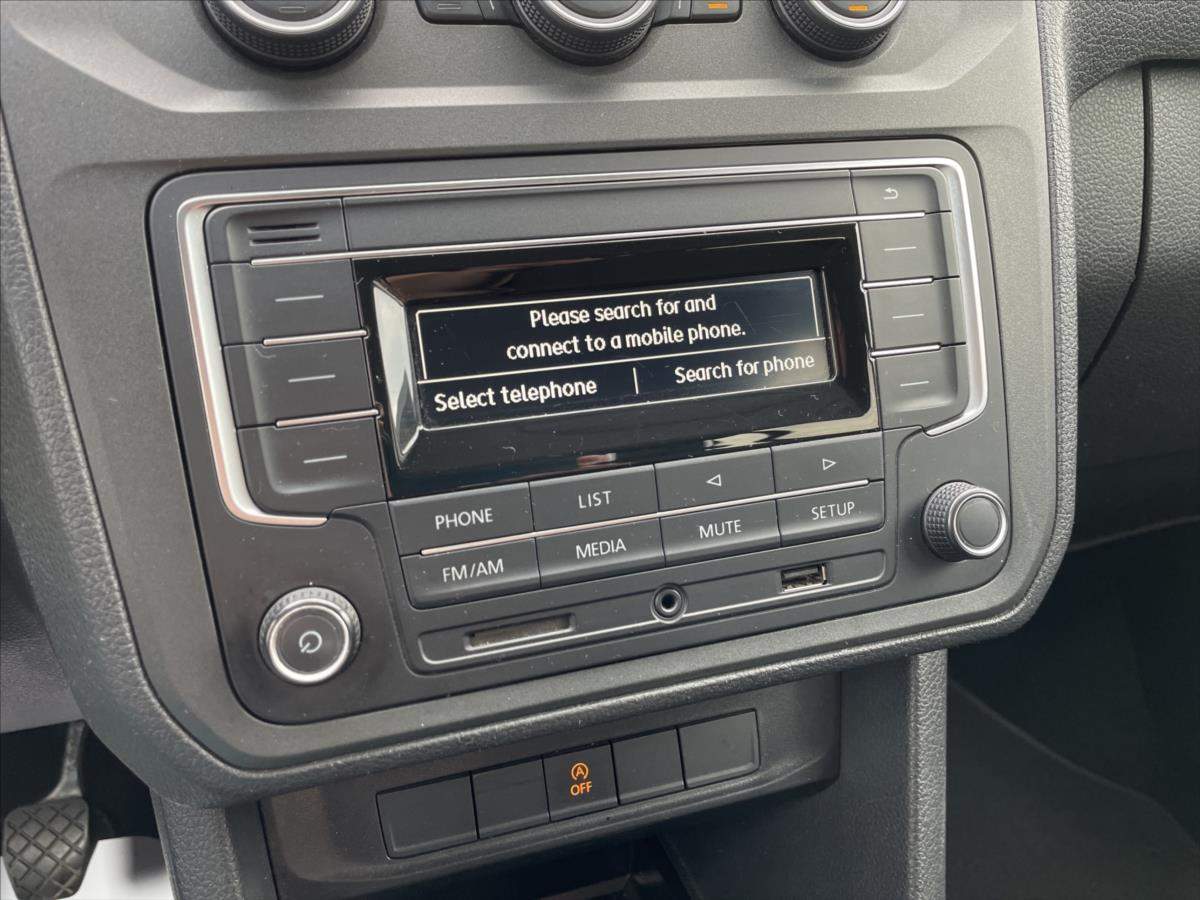 Please search for and
connect to a mobile phone.
Select telephone | Search for phone
PHONE LIST
FM/AM MEDIA MUTE SETUP
A
OFF